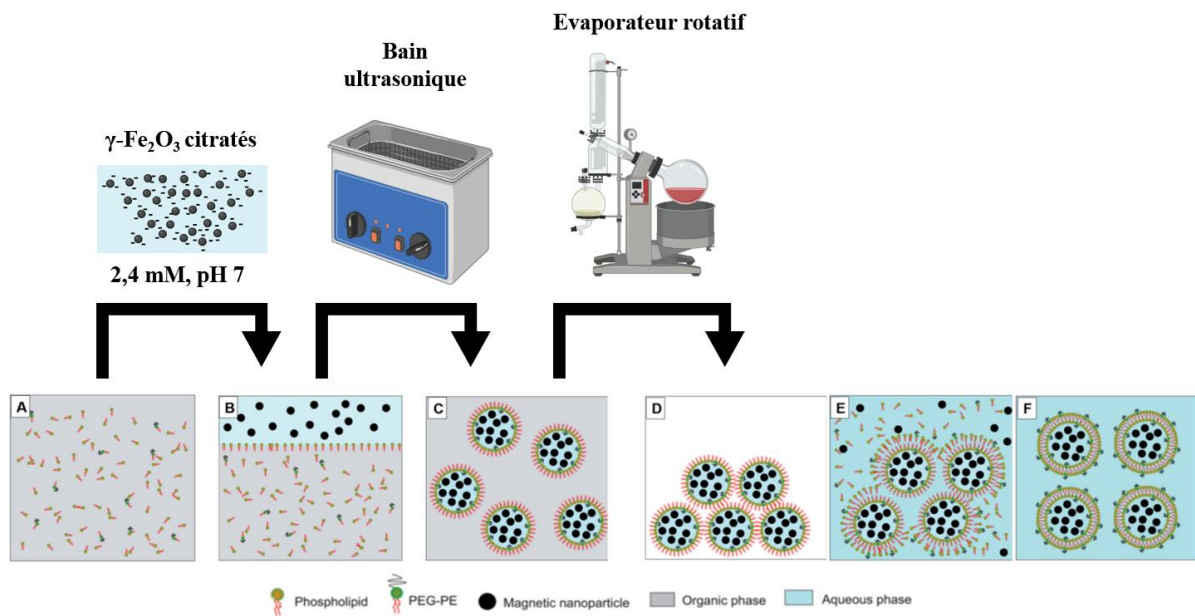 Evaporateur rotatif
Bain
ultrasonique
γ-Fe₂O₃ citratés
2,4 mM, pH 7
A
B
C
D
E
F
Phospholipid
PEG-PE
Magnetic nanoparticle
Organic phase
Aqueous phase